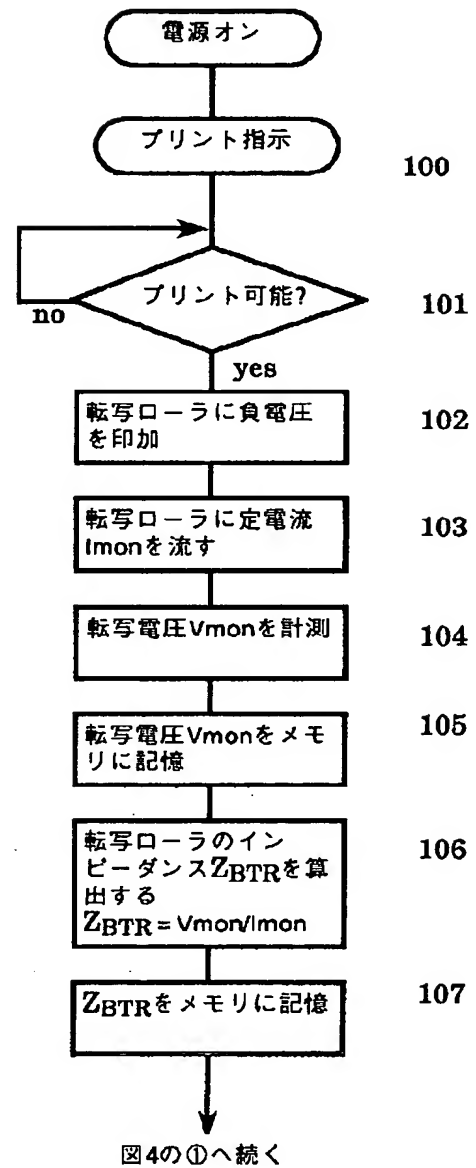 電源オン
プリント指示
100
プリント可能?
101
no
yes
転写ローラに負電圧
を印加
102
転写ローラに定電流
Imonを流す
103
転写電圧Vmonを計測
104
転写電圧Vmonをメモ
リに記憶
105
転写ローラのイン
ピーダンスZBTRを算
出する
ZBTR=Vmon/Imon
106
ZBTRをメモリに記憶
107
図4の①へ続く